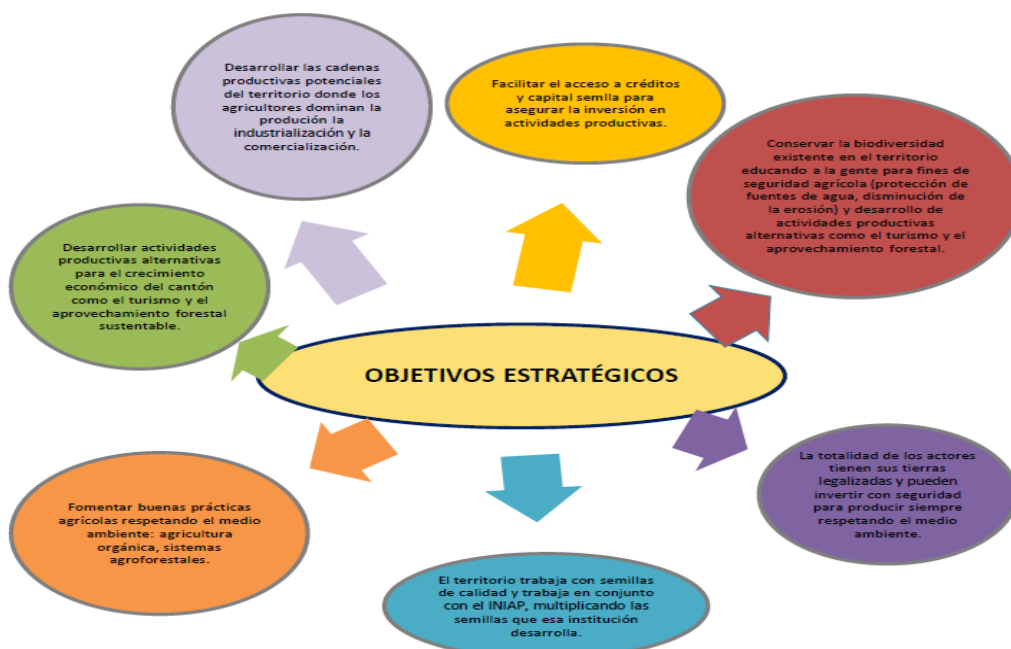 Desarrollar las cadenas
productivas potenciales
del territorio donde los
agricultores dominan la
produción la
industrialización y la
comercialización.
Facilitar el acceso a créditos
y capital semlla para
asegurar la inversión en
actividades productivas.
Conservar la biodiversidad
existente en el territorio
educando a la gente para fines de
seguridad agrícola (protección de
fuentes de agua, disminución de
la erosión) y desarrollo de
actividades productivas
alternativas como el turismo y el
aprovechamiento forestal.
Desarrollar actividades
productivas alternativas
para el crecimiento
económico del cantón
como el turismo y el
aprovechamiento forestal
sustentable.
OBJETIVOS ESTRATÉGICOS
La totalidad de los actores
tienen sus tierras
legalizadas y pueden
invertir con seguridad
para producir siempre
respetando el medio
ambiente.
Fomentar buenas prácticas
agrícolas respetando el medio
ambiente: agricultura
orgánica, sistemas
agroforestales.
El territorio trabaja con semillas
de calidad y trabaja en conjunto
con el INIAP, multiplicando las
semillas que esa institución
desarrolla.